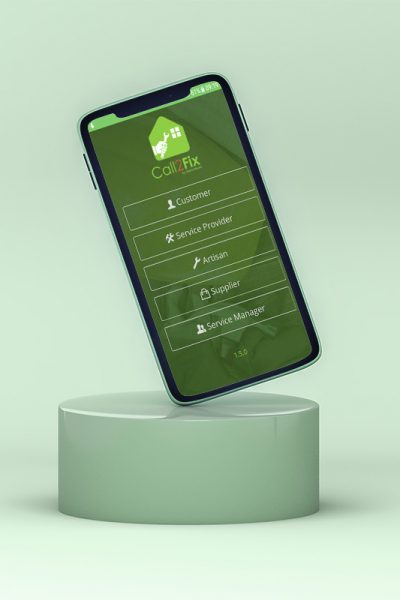 Call2Fix
Customer
Service Provider
Artisan
Supplier
Service Manager
1.5.0